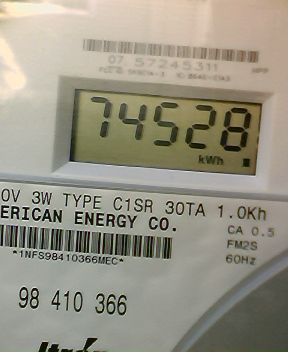 07 57245311
74528
kWh
0V 3W TYPE C1SR 30TA 1.0Kh
ERICAN ENERGY CO.
CA 0.5
FM2S
60Hz
*1NFS98410366MEC*
98 410 366
Itron